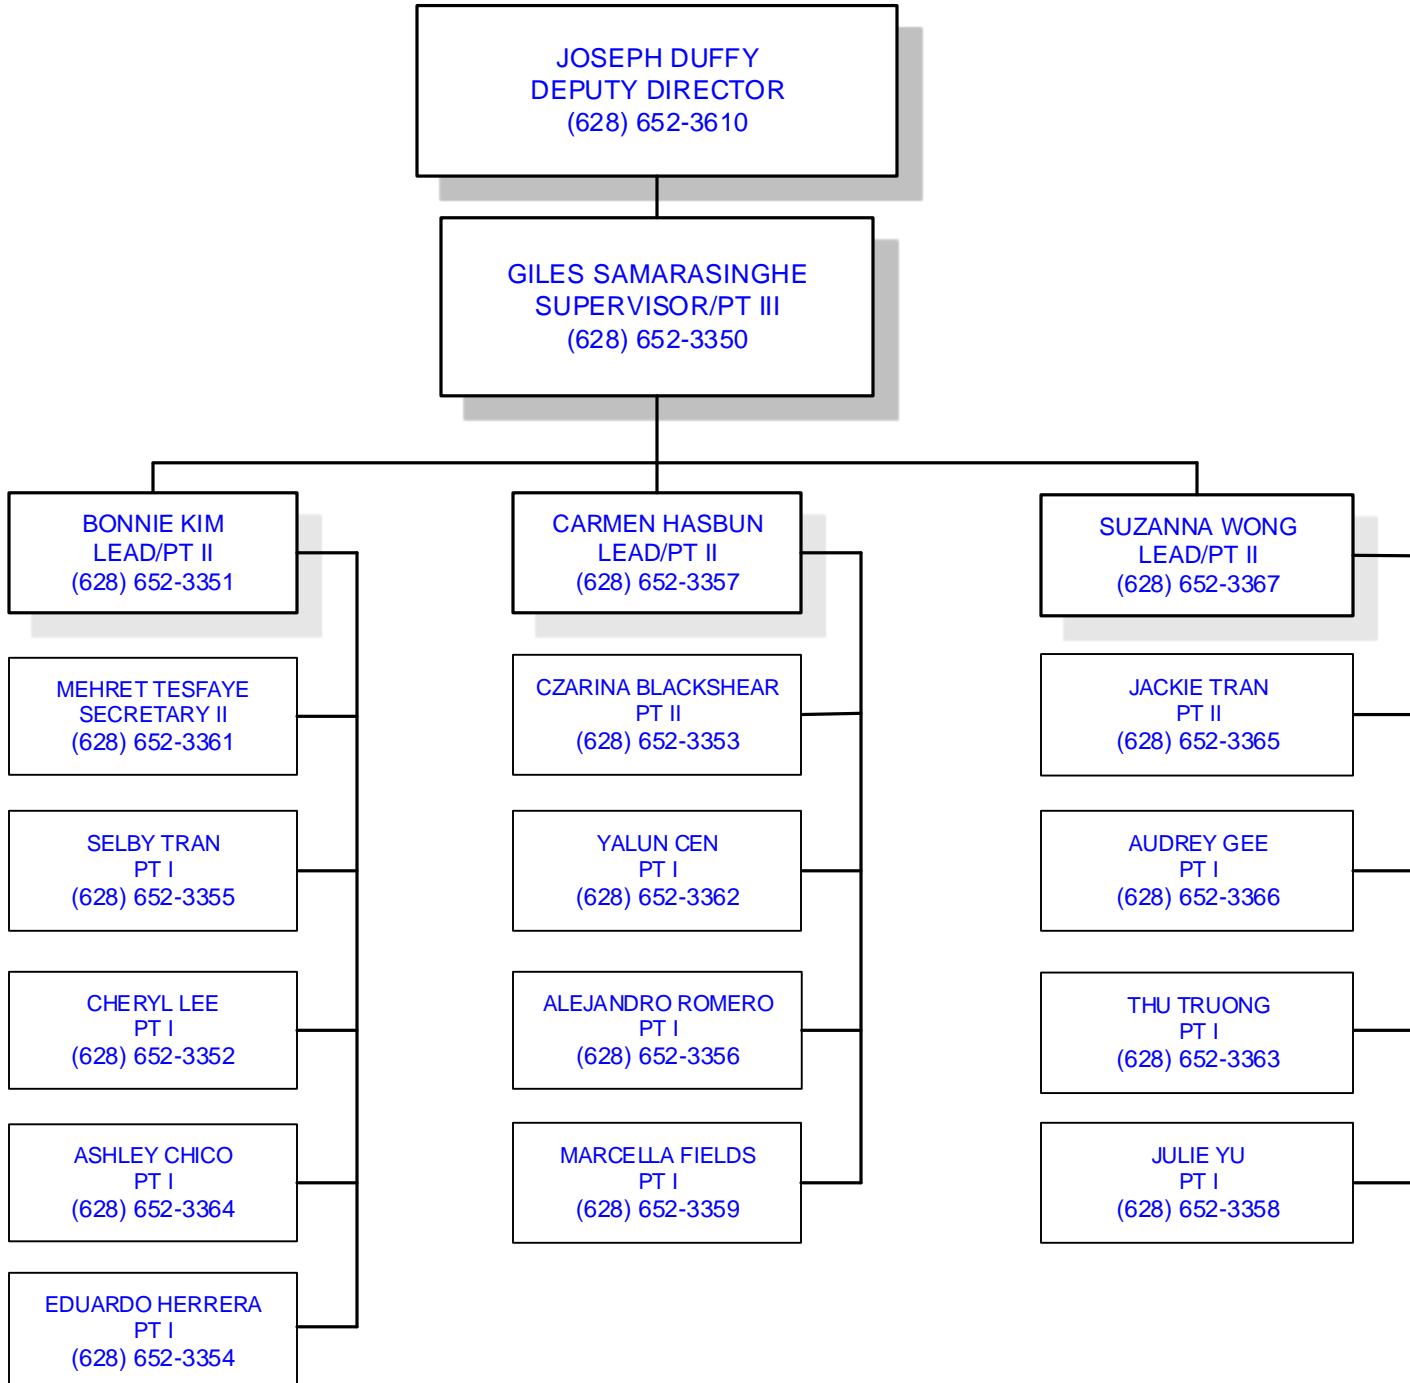 JOSEPH DUFFY
DEPUTY DIRECTOR
(628) 652-3610
GILES SAMARASINGHE
SUPERVISOR/PT III
(628) 652-3350
BONNIE KIM
LEAD/PT II
(628) 652-3351
MEHRET TESFAYE
SECRETARY II
(628) 652-3361
SELBY TRAN
PT I
(628) 652-3355
CHERYL LEE
PT I
(628) 652-3352
ASHLEY CHICO
PT I
(628) 652-3364
EDUARDO HERRERA
PT I
(628) 652-3354
CARMEN HASBUN
LEAD/PT II
(628) 652-3357
CZARINA BLACKSHEAR
PT II
(628) 652-3353
YALUN CEN
PT I
(628) 652-3362
ALEJANDRO ROMERO
PT I
(628) 652-3356
MARCELLA FIELDS
PT I
(628) 652-3359
SUZANNA WONG
LEAD/PT II
(628) 652-3367
JACKIE TRAN
PT II
(628) 652-3365
AUDREY GEE
PT I
(628) 652-3366
THU TRUONG
PT I
(628) 652-3363
JULIE YU
PT I
(628) 652-3358